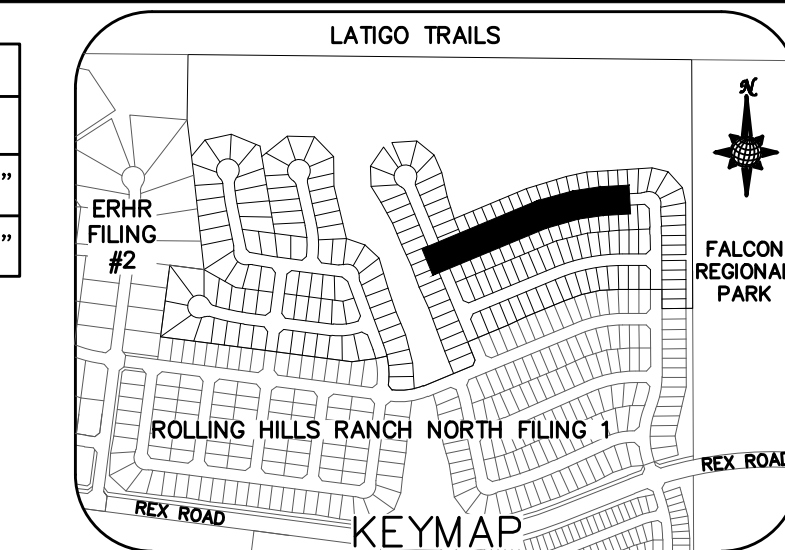 LATIGO TRAILS
N
"
"
ERHR
FILING
#2
FALCON
REGIONAL
PARK
ROLLING HILLS RANCH NORTH FILING 1
REX ROAD
REX ROAD
KEYMAP